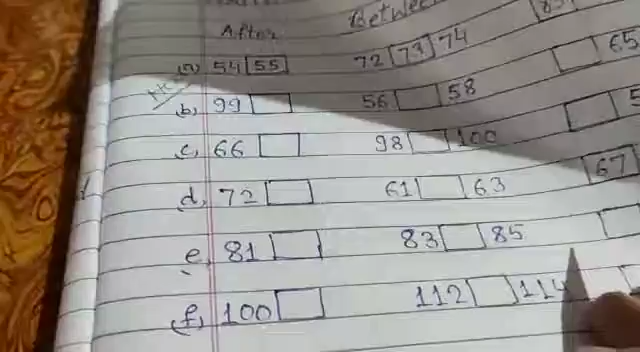 After Between
(a) 54 55 72 73 74
(b) 99 56 58 65
(c) 66 98 100 5
d) 72 61 63 67
e) 81 83 85
(f) 100 112 114